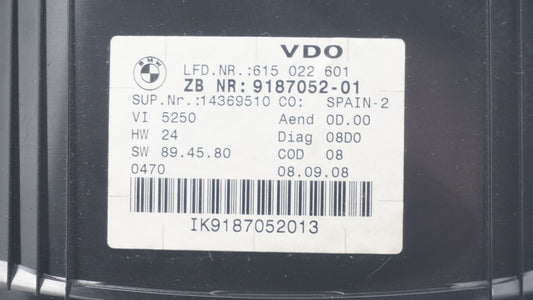 VDO
BMW
LFD.NR.:615 022 601
ZB NR:9187052-01
SUP.Nr.:14369510 CO: SPAIN-2
VI 5250 Aend 0D.00
HW 24 Diag 08D0
SW 89.45.80 COD 08
0470 08.09.08
IK9187052013